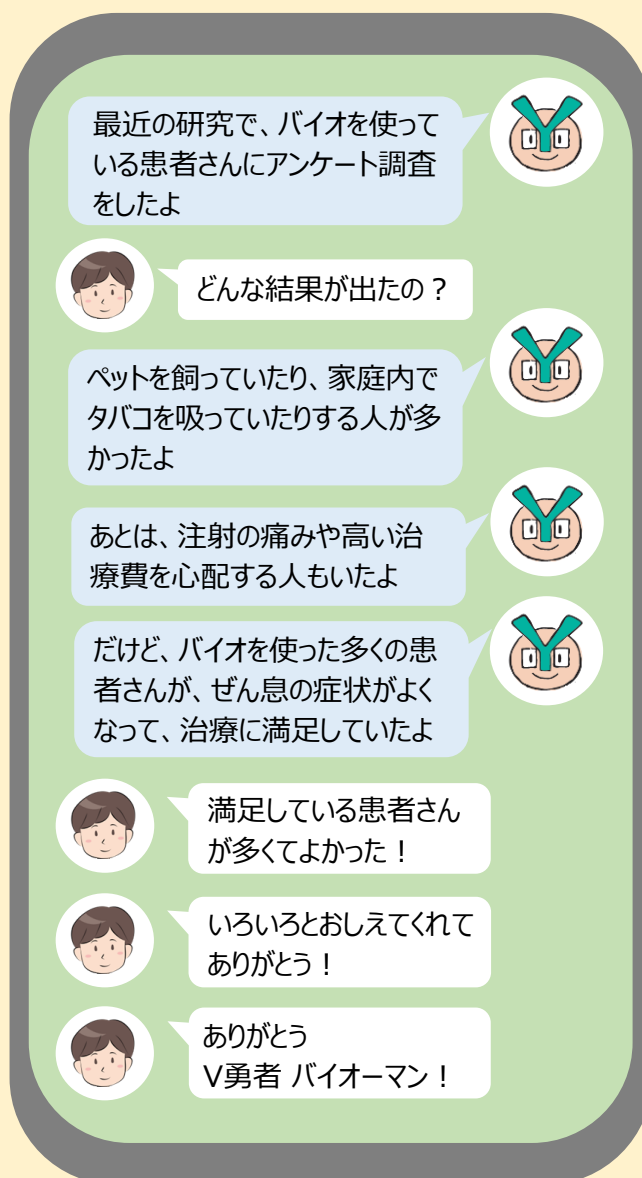 最近の研究で、バイオを使って
いる患者さんにアンケート調査
をしたよ
どんな結果が出たの？
ペットを飼っていたり、家庭内で
タバコを吸っていたりする人が多
かったよ
あとは、注射の痛みや高い治
療費を心配する人もいたよ
だけど、バイオを使った多くの患
者さんが、ぜん息の症状がよく
なって、治療に満足していたよ
満足している患者さん
が多くてよかった！
いろいろとおしえてくれて
ありがとう！
ありがとう
V勇者 バイオーマン！